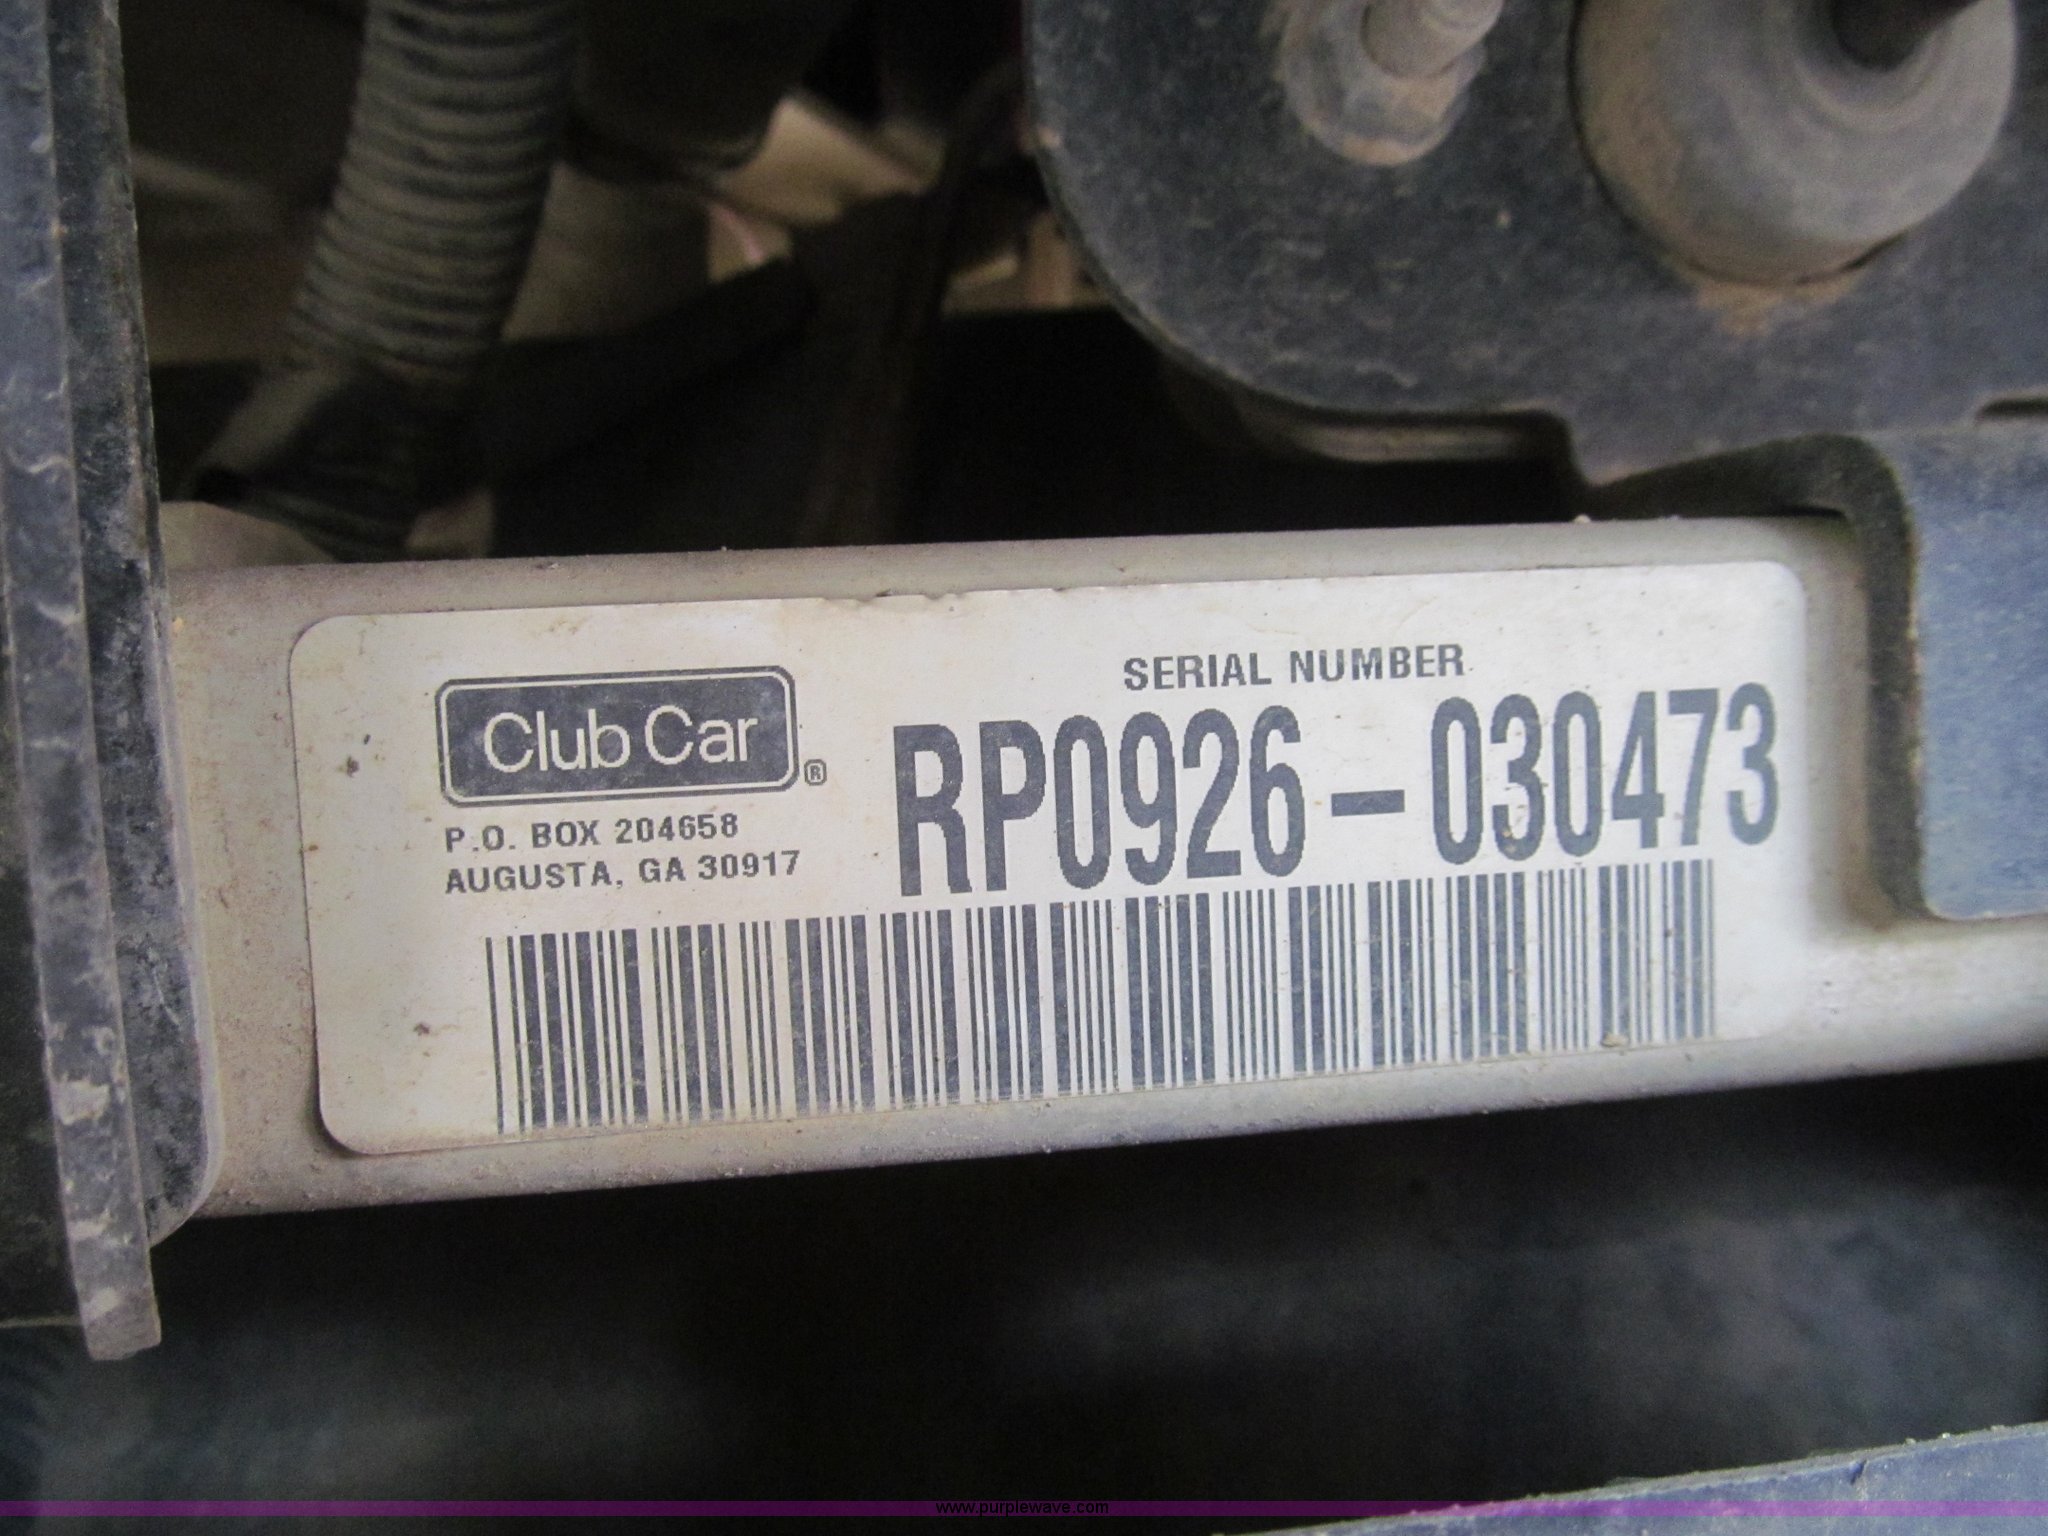 Club Car®
P.O. BOX 204658
AUGUSTA, GA 30917
SERIAL NUMBER
RP0926-030473
www.purplewave.com